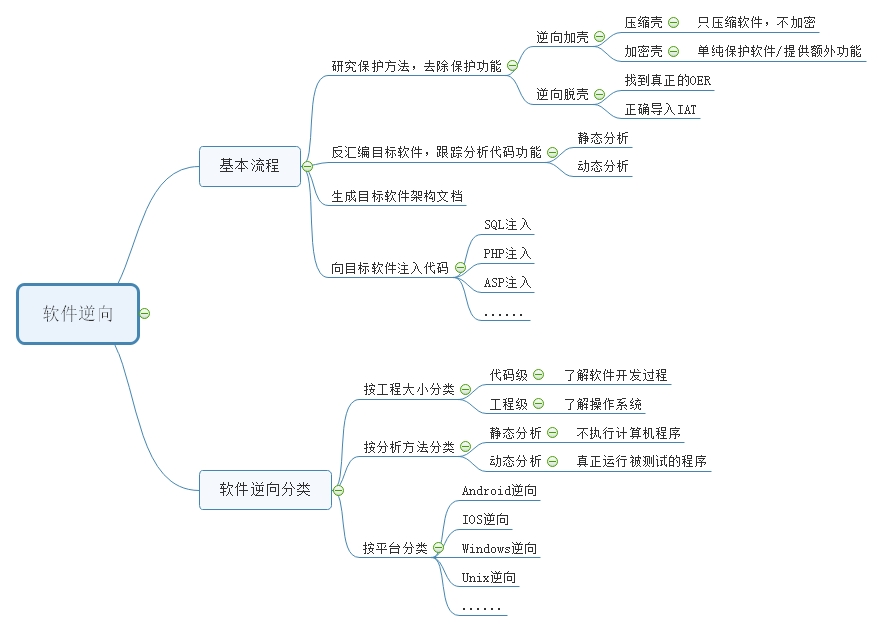 软件逆向
基本流程
研究保护方法，去除保护功能
逆向加壳
压缩壳
只压缩软件，不加密
加密壳
单纯保护软件/提供额外功能
逆向脱壳
找到真正的OER
正确导入IAT
反汇编目标软件，跟踪分析代码功能
静态分析
动态分析
生成目标软件架构文档
向目标软件注入代码
SQL注入
PHP注入
ASP注入
......
软件逆向分类
按工程大小分类
代码级
了解软件开发过程
工程级
了解操作系统
按分析方法分类
静态分析
不执行计算机程序
动态分析
真正运行被测试的程序
按平台分类
Android逆向
IOS逆向
Windows逆向
Unix逆向
......